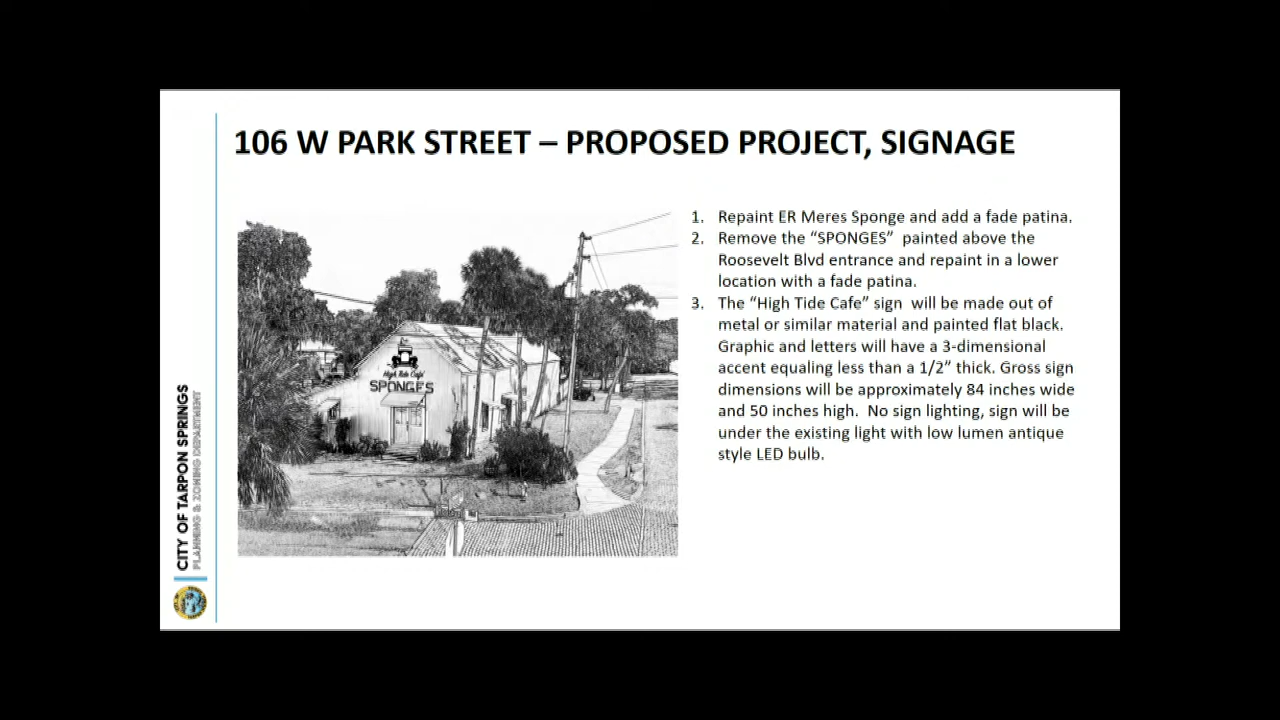 106 W PARK STREET – PROPOSED PROJECT, SIGNAGE
1. Repaint ER Meres Sponge and add a fade patina.
2. Remove the “SPONGES” painted above the
Roosevelt Blvd entrance and repaint in a lower
location with a fade patina.
3. The “High Tide Cafe” sign will be made out of
metal or similar material and painted flat black.
Graphic and letters will have a 3-dimensional
accent equaling less than a 1/2” thick. Gross sign
dimensions will be approximately 84 inches wide
and 50 inches high. No sign lighting, sign will be
under the existing light with low lumen antique
style LED bulb.
High Tide Cafe
SPONGES
CITY OF TARPON SPRINGS
PLANNING & ZONING DEPARTMENT